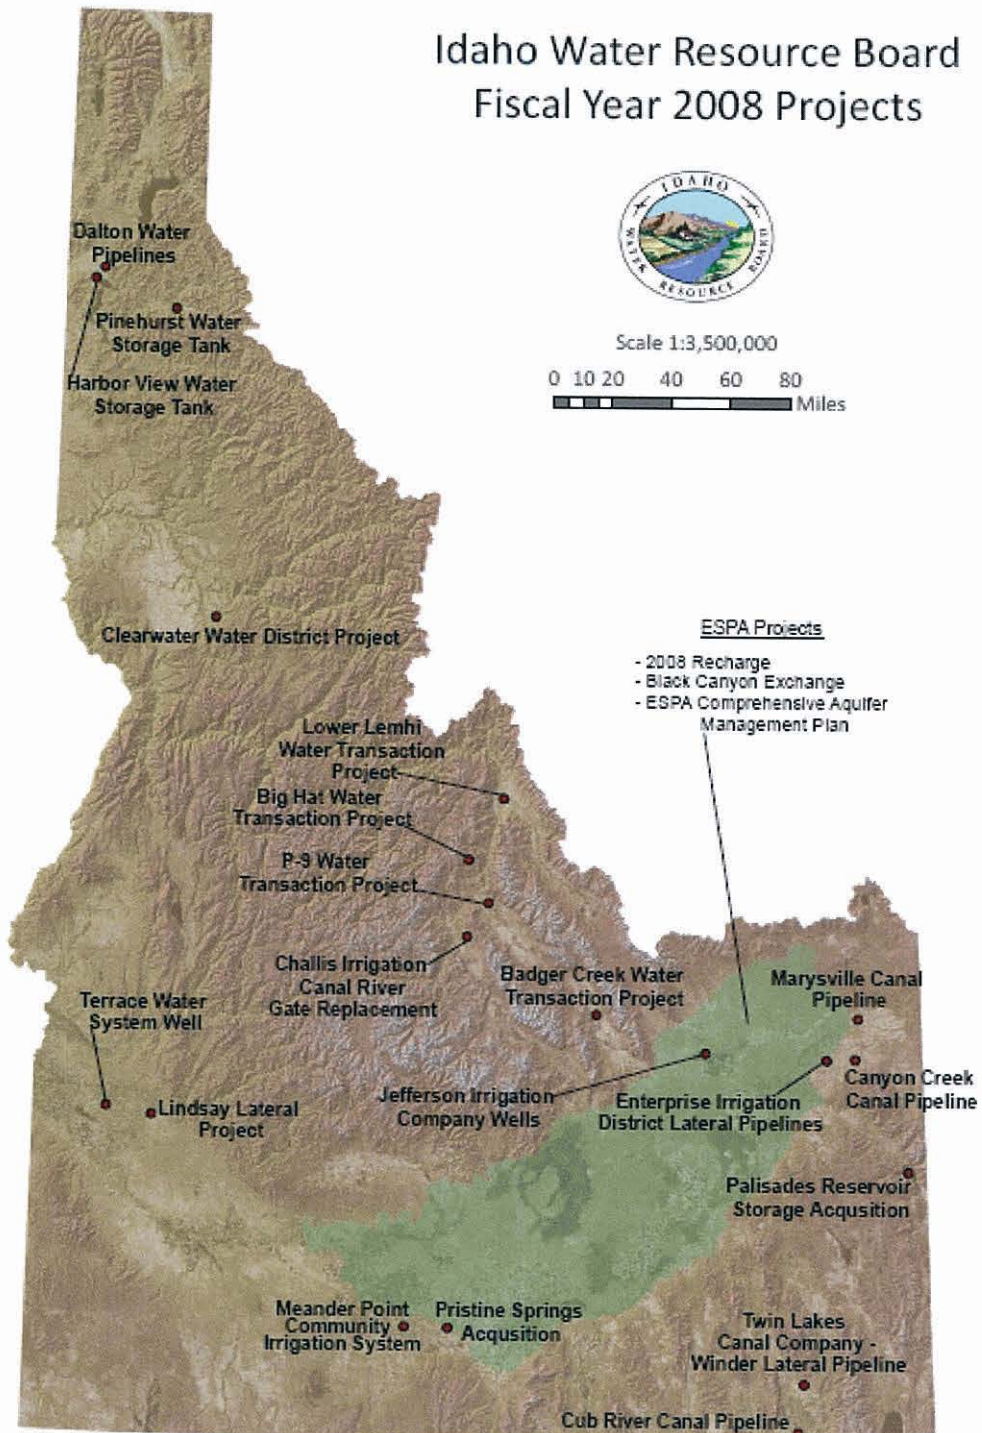 Idaho Water Resource Board
Fiscal Year 2008 Projects
IDAHO
WATER RESOURCE BOARD
Scale 1:3,500,000
0 10 20 40 60 80
Miles
Dalton Water
Pipelines
Pinehurst Water
Storage Tank
Harbor View Water
Storage Tank
Clearwater Water District Project
ESPA Projects
- 2008 Recharge
- Black Canyon Exchange
- ESPA Comprehensive Aquifer
Management Plan
Lower Lemhi
Water Transaction
Project
Big Hat Water
Transaction Project
P-9 Water
Transaction Project
Challis Irrigation
Canal River
Gate Replacement
Badger Creek Water
Transaction Project
Marysville Canal
Pipeline
Terrace Water
System Well
Lindsay Lateral
Project
Jefferson Irrigation
Company Wells
Enterprise Irrigation
District Lateral Pipelines
Canyon Creek
Canal Pipeline
Palisades Reservoir
Storage Acqusition
Meander Point
Community
Irrigation System
Pristine Springs
Acqusition
Twin Lakes
Canal Company -
Winder Lateral Pipeline
Cub River Canal Pipeline